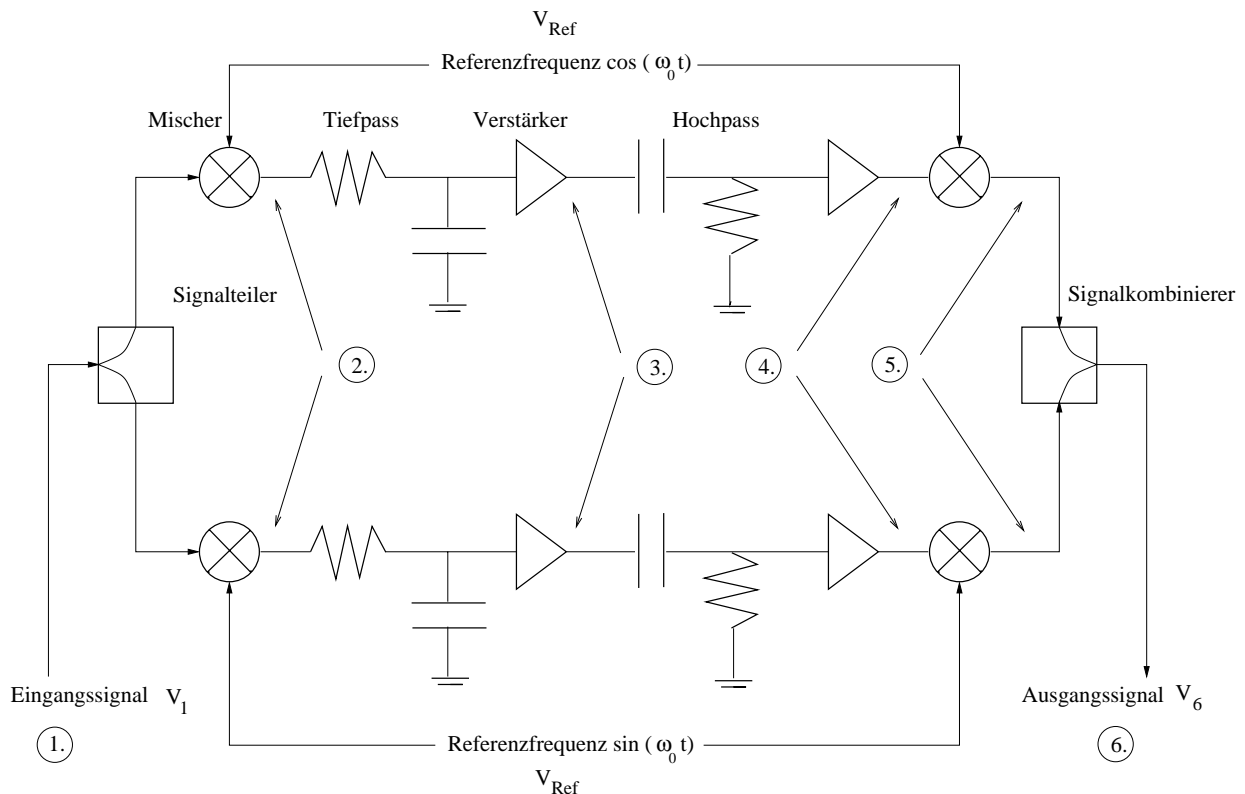 V_Ref
Referenzfrequenz cos ( ω_0 t)
Mischer
Tiefpass
Verstärker
Hochpass
Signalteiler
Signalkombinierer
2.
3.
4.
5.
Eingangssignal V_1
Ausgangssignal V_6
1.
6.
Referenzfrequenz sin ( ω_0 t)
V_Ref